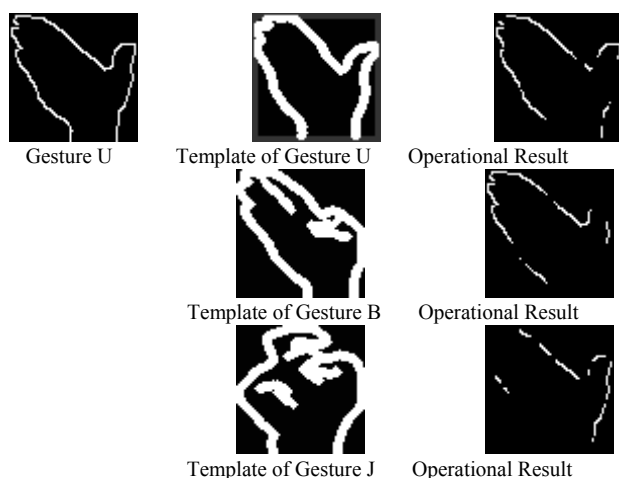 Gesture U Template of Gesture U Operational Result
Template of Gesture B Operational Result
Template of Gesture J Operational Result